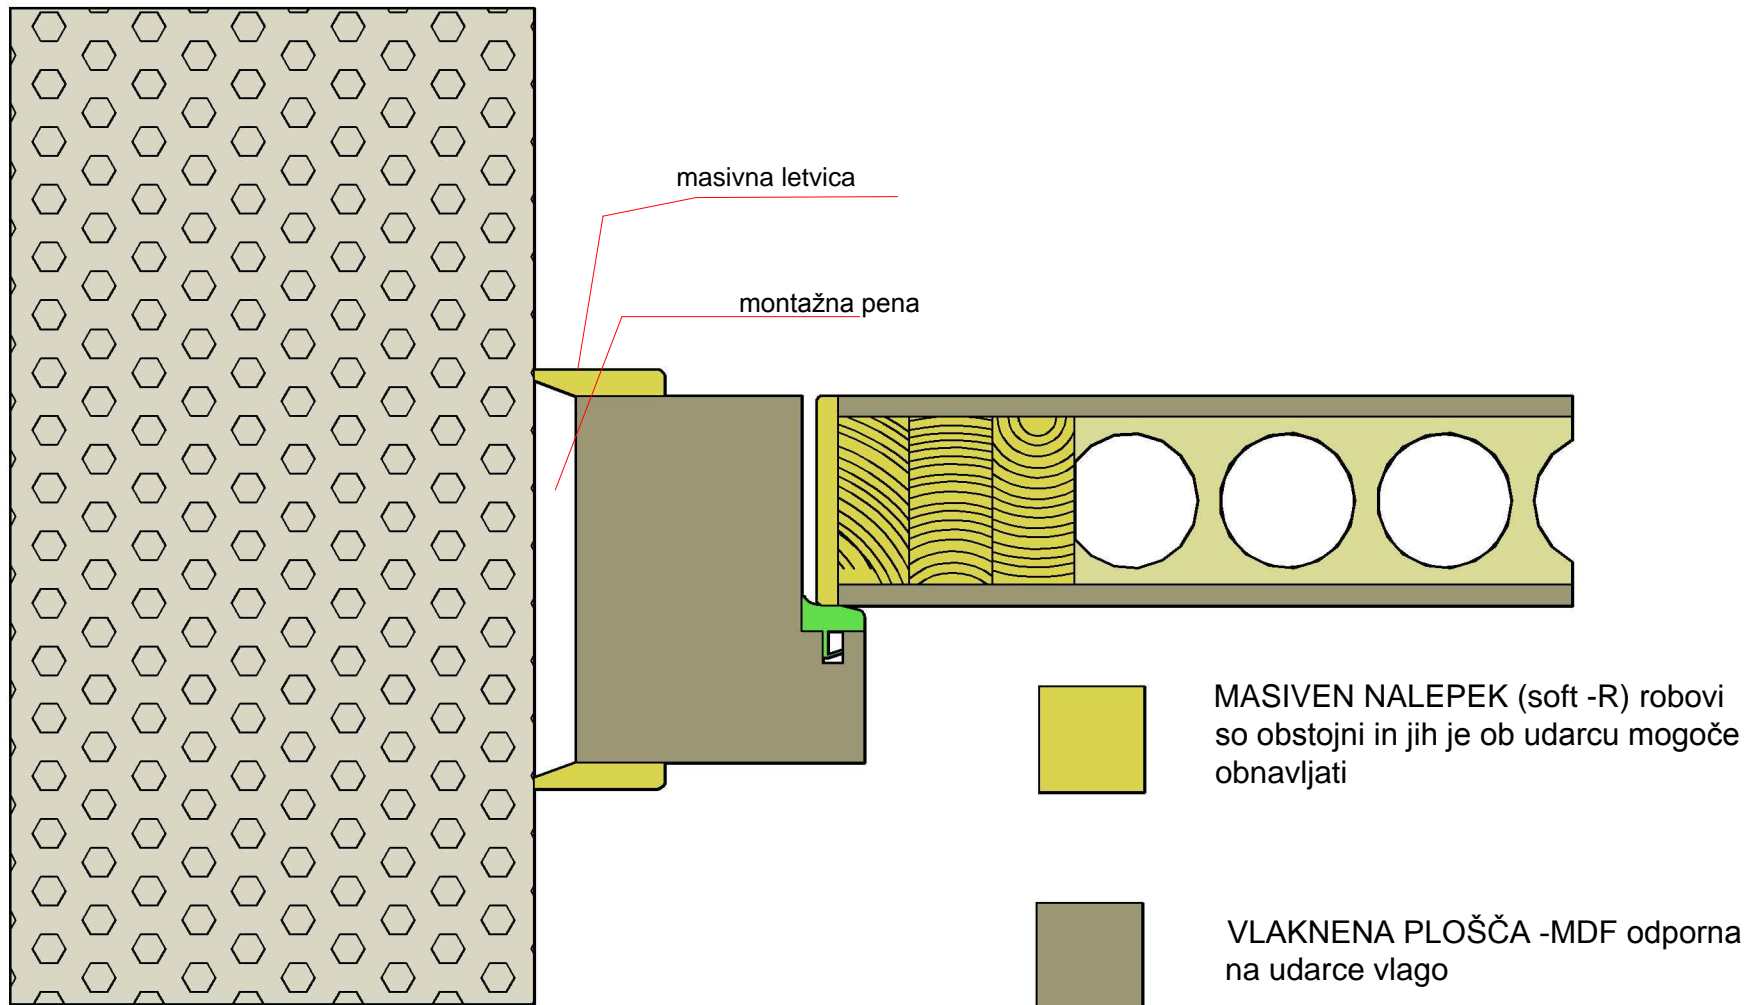 masivna letvica
montažna pena
MASIVEN NALEPEK (soft -R) robovi
so obstojni in jih je ob udarcu mogoče
obnavljati
VLAKNENA PLOŠČA -MDF odporna
na udarce vlago